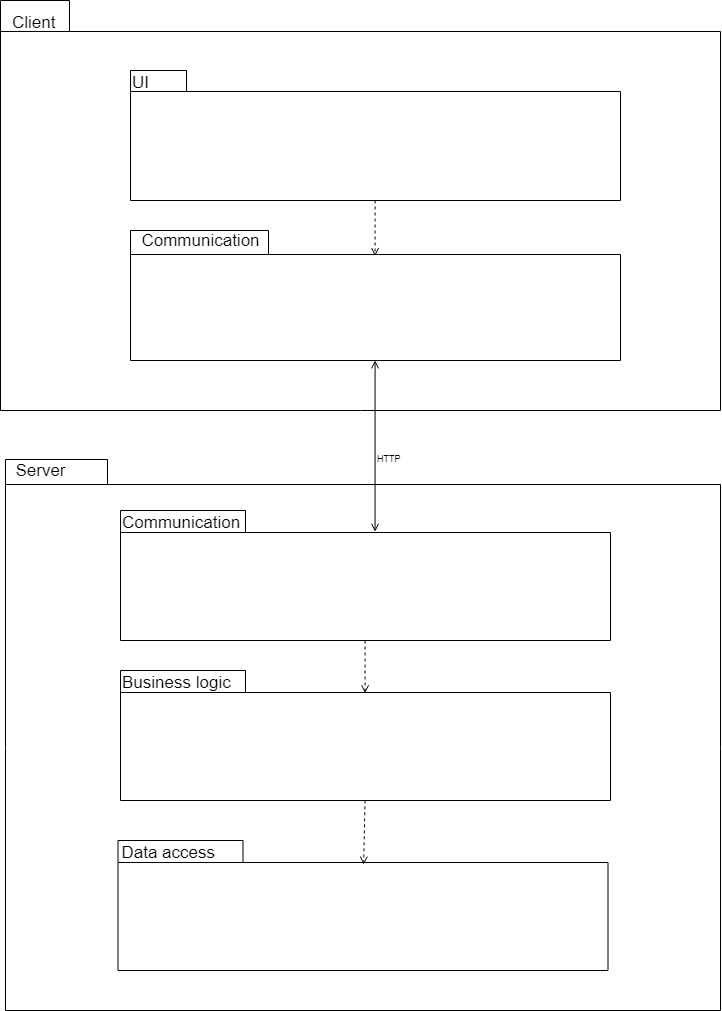 Client
UI
Communication
HTTP
Server
Communication
Business logic
Data access